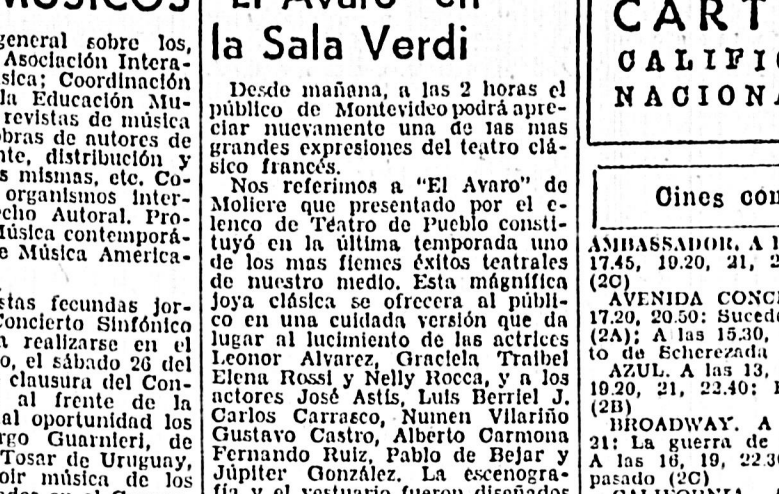 MUSICOS
general sobre los,
Asociación Intera-
sica; Coordinación
la Educación Mu-
revistas de música
obras de autores de
nte, distribución y
s mismas, etc. Co-
organismos inter-
echo Autoral. Pro-
Música contemporá-
e Música America-
stas fecundas jor-
Concierto Sinfónico
a realizarse en el
o, el sábado 26 del
clausura del Con-
al frente de la
al oportunidad los
rgo Guarnieri, de
Tosar de Uruguay,
oir música de los
"El Avaro" en
la Sala Verdi
Desde mañana, a las 2 horas el
público de Montevideo podrá apre-
ciar nuevamente una de las mas
grandes expresiones del teatro clá-
sico francés.
Nos referimos a "El Avaro" de
Moliere que presentado por el e-
lenco de Teatro de Pueblo consti-
tuyó en la última temporada uno
de los mas fiemes éxitos teatrales
de nuestro medio. Esta mágnífica
joya clásica se ofrecera al públi-
co en una cuidada versión que da
lugar al lucimiento de las actrices
Leonor Alvarez, Graciela Traibel
Elena Rossi y Nelly Rocca, y a los
actores José Astis, Luis Berriel J.
Carlos Carrasco, Numen Vilariño
Gustavo Castro, Alberto Carmona
Fernando Ruiz, Pablo de Bejar y
Júpiter González. La escenogra-
fía y el vestuario fueron diseñados
CART
CALIFIC
NACIONA
Cines con
AMBASSADOR. A
17.45, 19.20, 21, 2
(2C)
AVENIDA CONCI
17.20, 20.50: Sucedo
(2A); A las 15.30,
to de Echerezada
AZUL. A las 13,
19.20, 21, 22.40:
(2B)
BROADWAY. A
21: La guerra de
A las 16, 19, 22.30
pasado (2C)